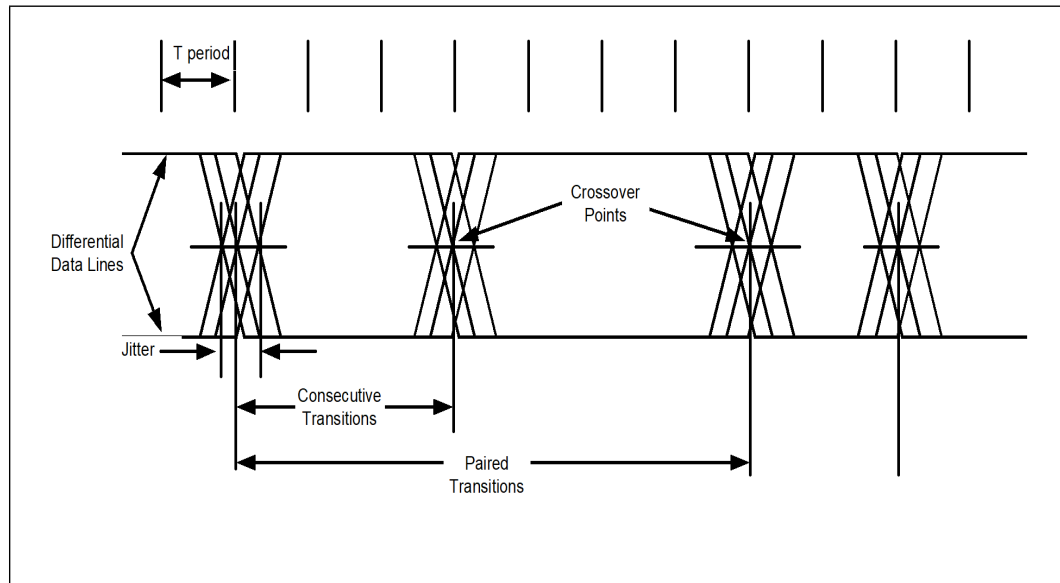 T period
Crossover
Points
Differential
Data Lines
Jitter
Consecutive
Transitions
Paired
Transitions